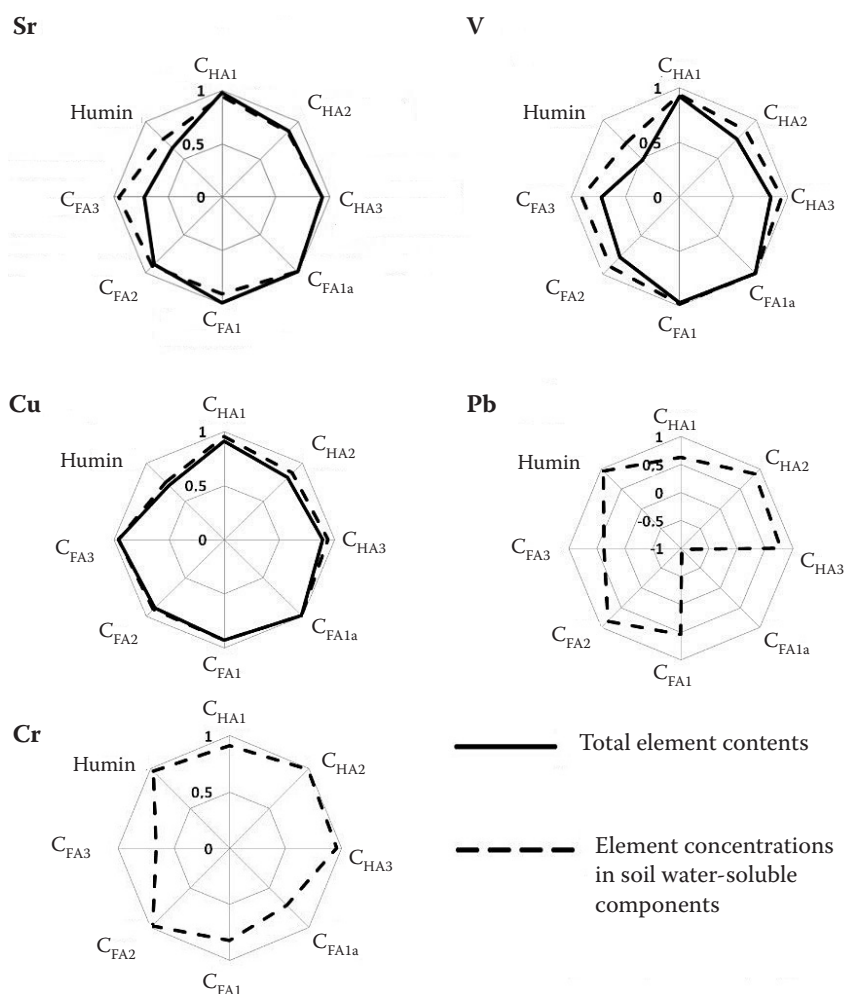 Sr
C_HA1
1
C_HA2
Humin
0.5
C_FA3
0
C_HA3
C_FA2
C_FA1a
C_FA1
V
C_HA1
1
Humin
C_HA2
0.5
C_FA3
0
C_HA3
C_FA2
C_FA1a
C_FA1
Cu
C_HA1
1
Humin
C_HA2
0.5
C_FA3
0
C_HA3
C_FA2
C_FA1a
C_FA1
Pb
C_HA1
1
Humin
C_HA2
0.5
0
-0.5
C_FA3
-1
C_HA3
C_FA2
C_FA1a
C_FA1
Cr
C_HA1
1
Humin
C_HA2
0,5
C_FA3
0
C_HA3
C_FA2
C_FA1a
C_FA1
Total element contents
Element concentrations
in soil water-soluble
components